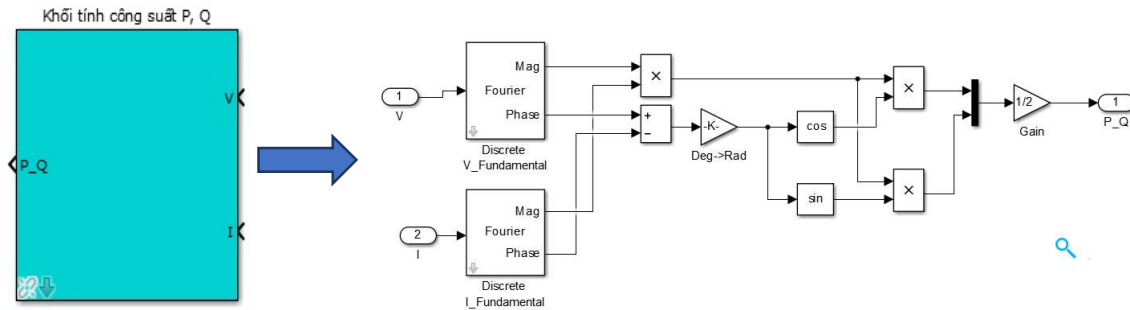 Khối tính công suất P, Q
V
P_Q
I
1
V
Mag
Fourier
Phase
Discrete
V_Fundamental
2
I
Mag
Fourier
Phase
Discrete
I_Fundamental
×
+
−
-K-
Deg->Rad
cos
sin
×
×
1/2
Gain
1
P_Q